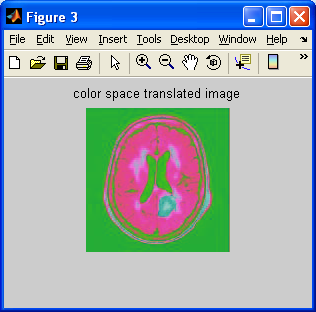 Figure 3
File Edit View Insert Tools Desktop Window Help
color space translated image